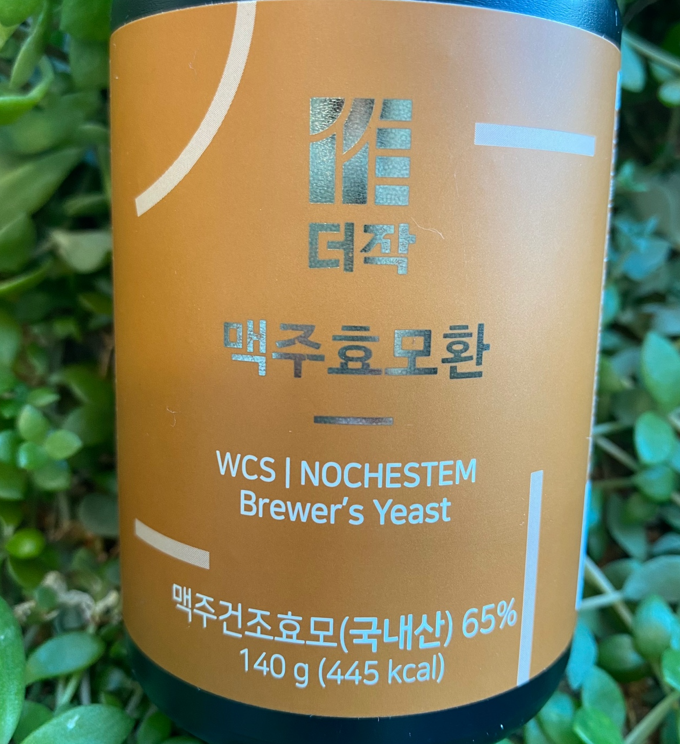 더작
맥주효모환
WCS | NOCHESTEM
Brewer's Yeast
맥주건조효모(국내산) 65%
140 g (445 kcal)